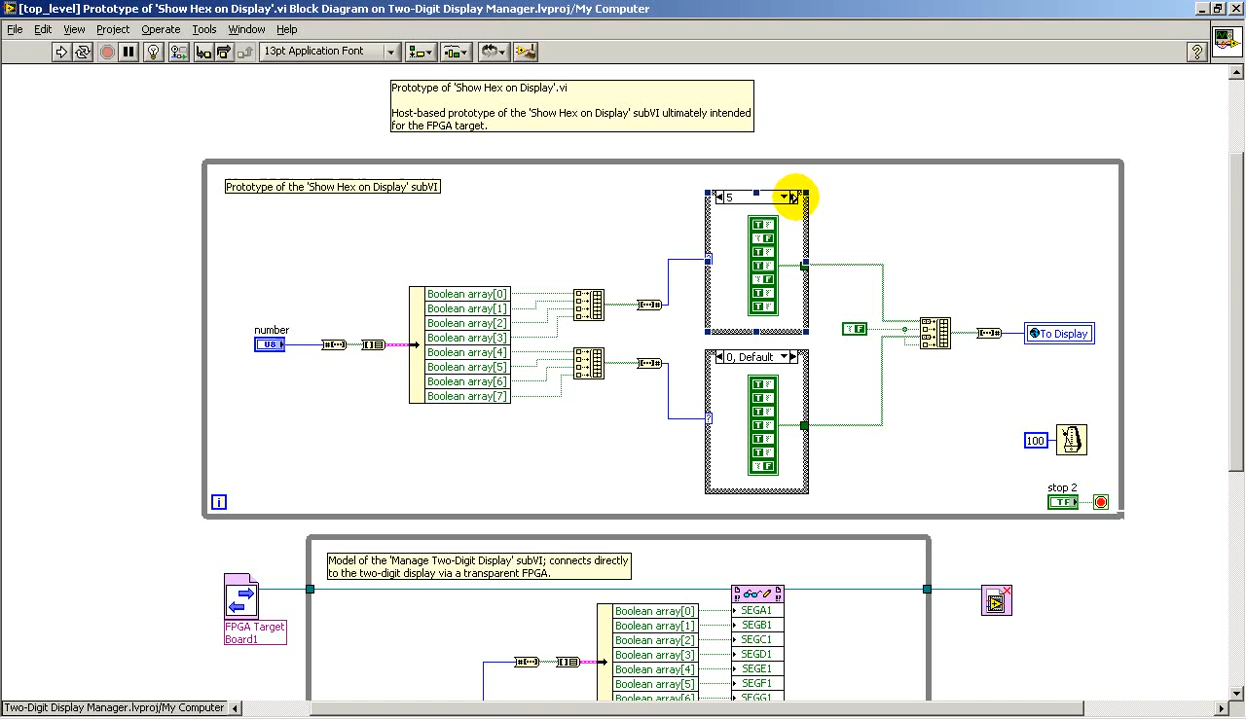 [top_level] Prototype of 'Show Hex on Display'.vi Block Diagram on Two-Digit Display Manager.lvproj/My Computer
File Edit View Project Operate Tools Window Help
13pt Application Font
?
Prototype of 'Show Hex on Display'.vi
Host-based prototype of the 'Show Hex on Display' subVI ultimately intended
for the FPGA target.
Prototype of the 'Show Hex on Display' subVI
5
T
F
T
T
F
T
T
number
U8
Boolean array[0]
Boolean array[1]
Boolean array[2]
Boolean array[3]
Boolean array[4]
Boolean array[5]
Boolean array[6]
Boolean array[7]
?
F
To Display
0, Default
T
T
T
T
T
T
F
?
100
stop 2
TF
i
Model of the 'Manage Two-Digit Display' subVI; connects directly
to the two-digit display via a transparent FPGA.
FPGA Target
Board1
Boolean array[0] SEGA1
Boolean array[1] SEGB1
Boolean array[2] SEGC1
Boolean array[3] SEGD1
Boolean array[4] SEGE1
Boolean array[5] SEGF1
Boolean array[6] SEGG1
Two-Digit Display Manager.lvproj/My Computer